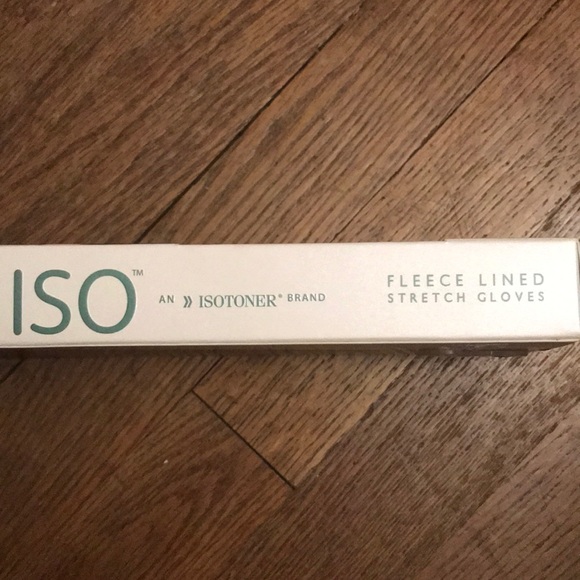 ISO™
AN » ISOTONER® BRAND
FLEECE LINED
STRETCH GLOVES